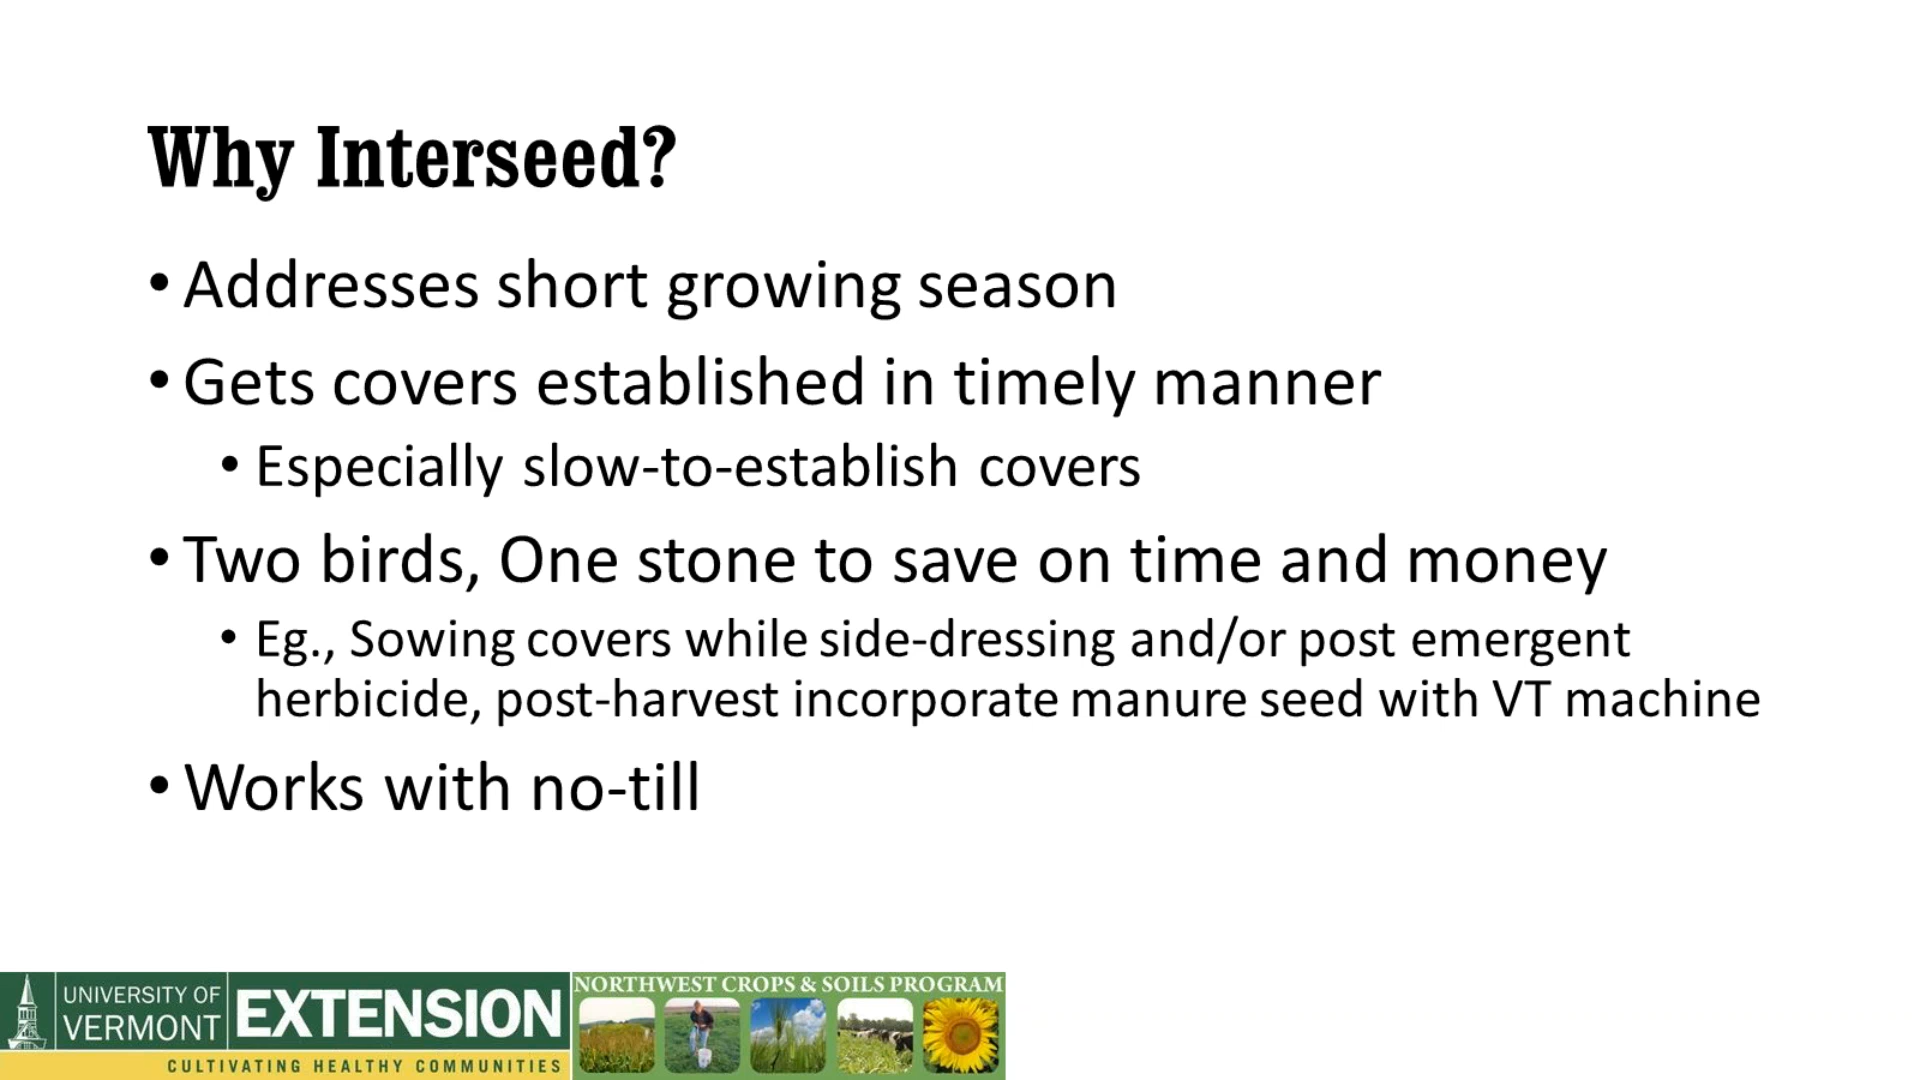 Why Interseed?
• Addresses short growing season
• Gets covers established in timely manner
• Especially slow-to-establish covers
• Two birds, One stone to save on time and money
• Eg., Sowing covers while side-dressing and/or post emergent
herbicide, post-harvest incorporate manure seed with VT machine
• Works with no-till
UNIVERSITY OF
VERMONT
EXTENSION
CULTIVATING HEALTHY COMMUNITIES
NORTHWEST CROPS & SOILS PROGRAM